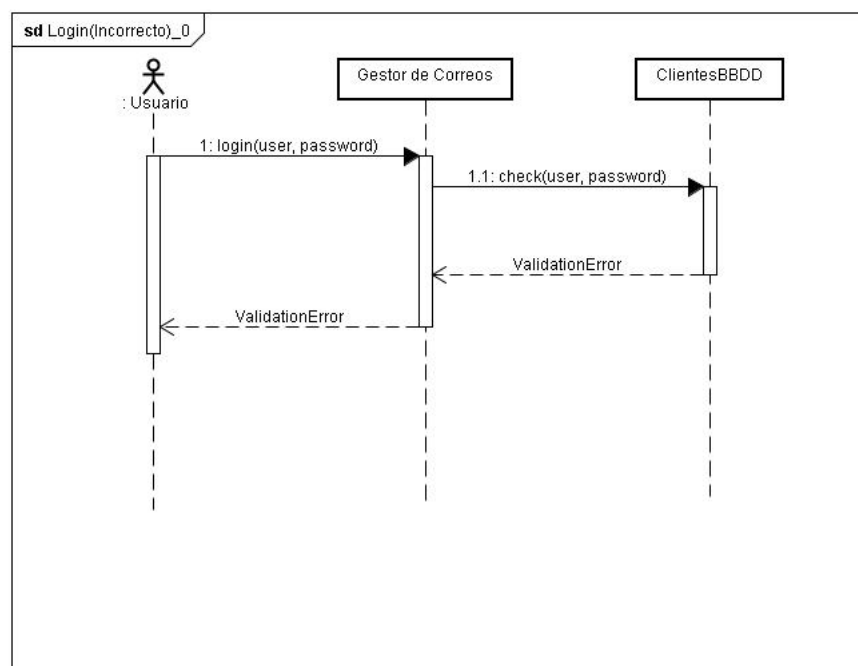 sd Login(Incorrecto)_0
Gestor de Correos
ClientesBBDD
: Usuario
1: login(user, password)
1.1: check(user, password)
ValidationError
ValidationError